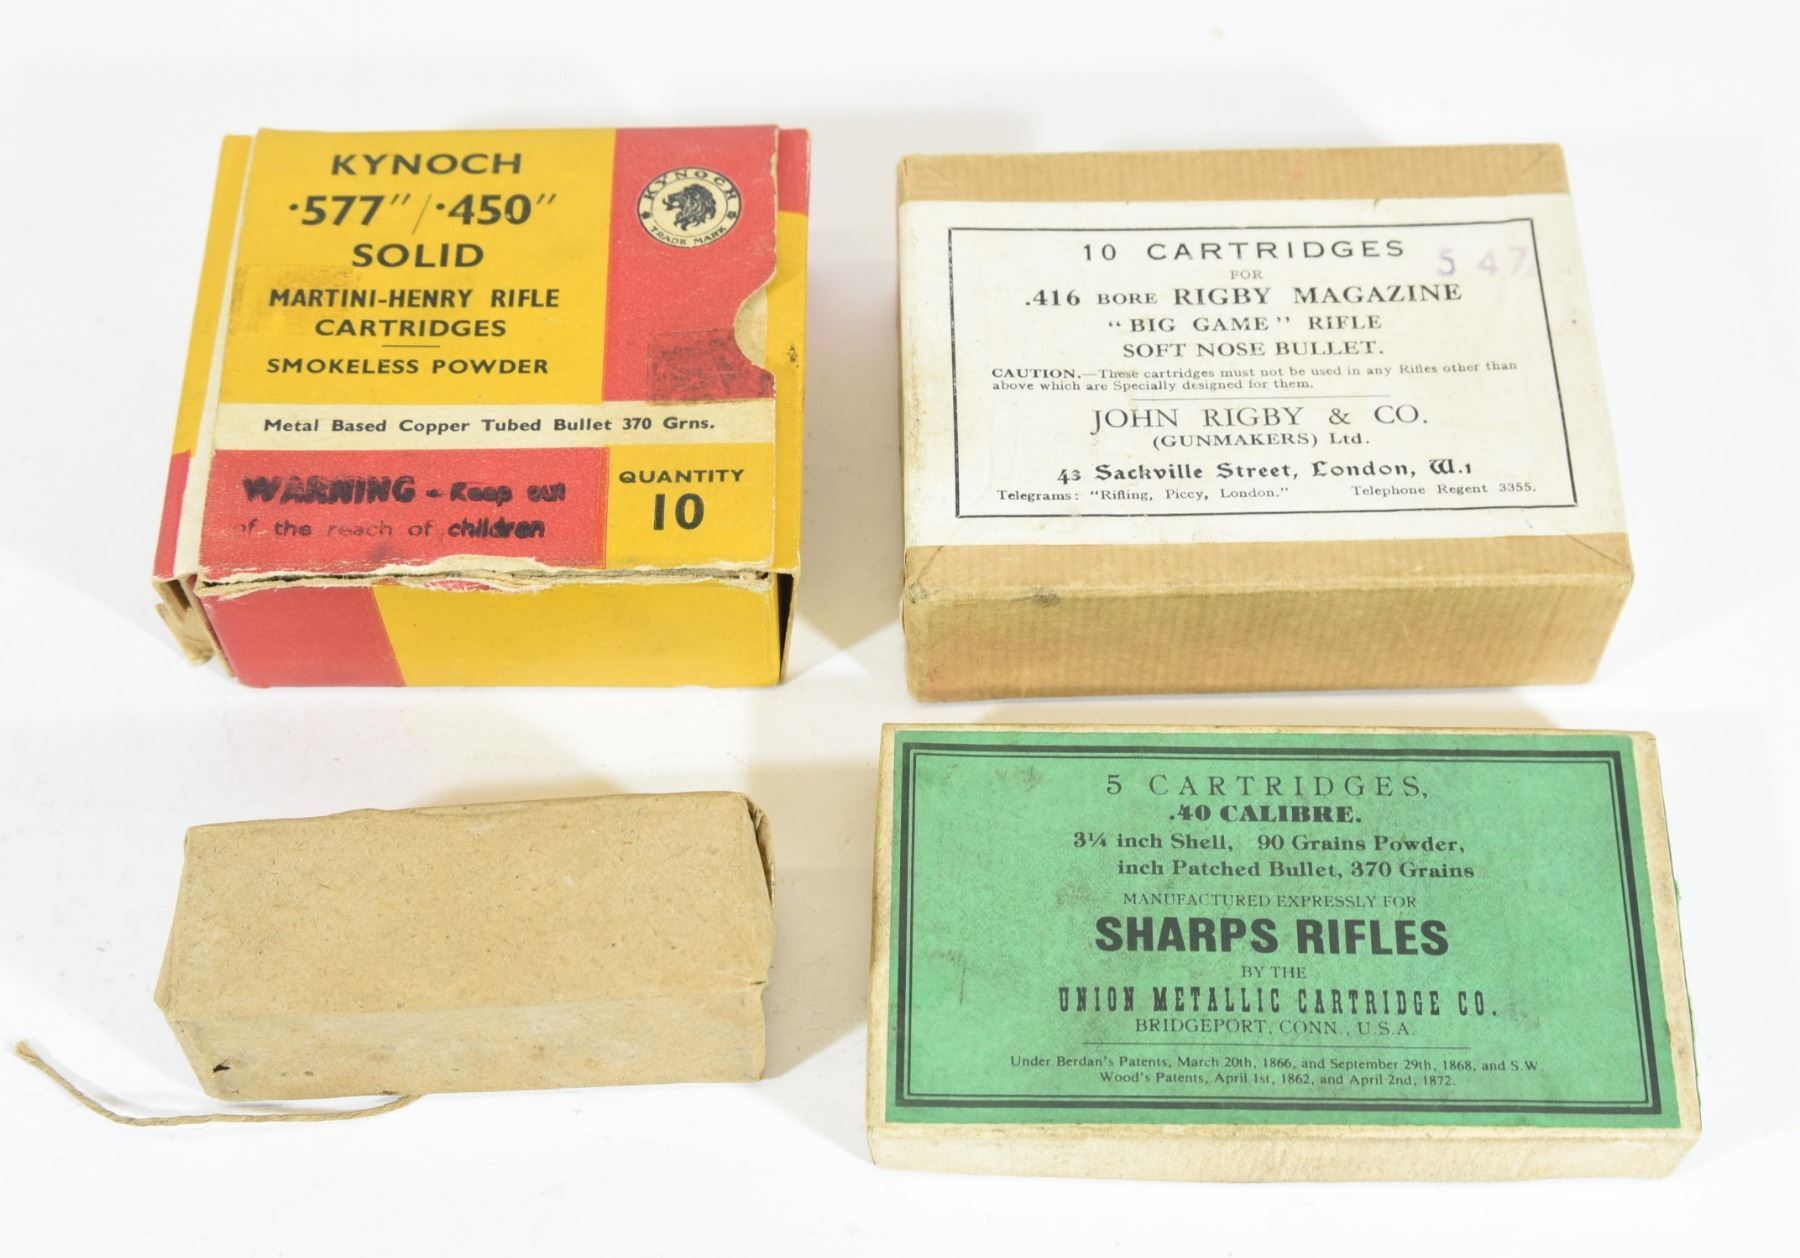 KYNOCH
·577"/·450"
SOLID
MARTINI-HENRY RIFLE
CARTRIDGES
SMOKELESS POWDER
KYNOCH
TRADE MARK
Metal Based Copper Tubed Bullet 370 Grns.
WARNING - Keep out
of the reach of children
QUANTITY
10
10 CARTRIDGES
547
FOR
.416 BORE RIGBY MAGAZINE
"BIG GAME" RIFLE
SOFT NOSE BULLET.
CAUTION.—These cartridges must not be used in any Rifles other than
above which are Specially designed for them.
JOHN RIGBY & CO.
(GUNMAKERS) Ltd.
43 Sackville Street, London, W.1
Telegrams: "Rifling, Piccy, London." Telephone Regent 3355.
5 CARTRIDGES,
.40 CALIBRE.
3¼ inch Shell, 90 Grains Powder,
inch Patched Bullet, 370 Grains
MANUFACTURED EXPRESSLY FOR
SHARPS RIFLES
BY THE
UNION METALLIC CARTRIDGE CO.
BRIDGEPORT, CONN., U.S.A.
Under Berdan's Patents, March 20th, 1866, and September 29th, 1868, and S.W.
Wood's Patents, April 1st, 1862, and April 2nd, 1872.